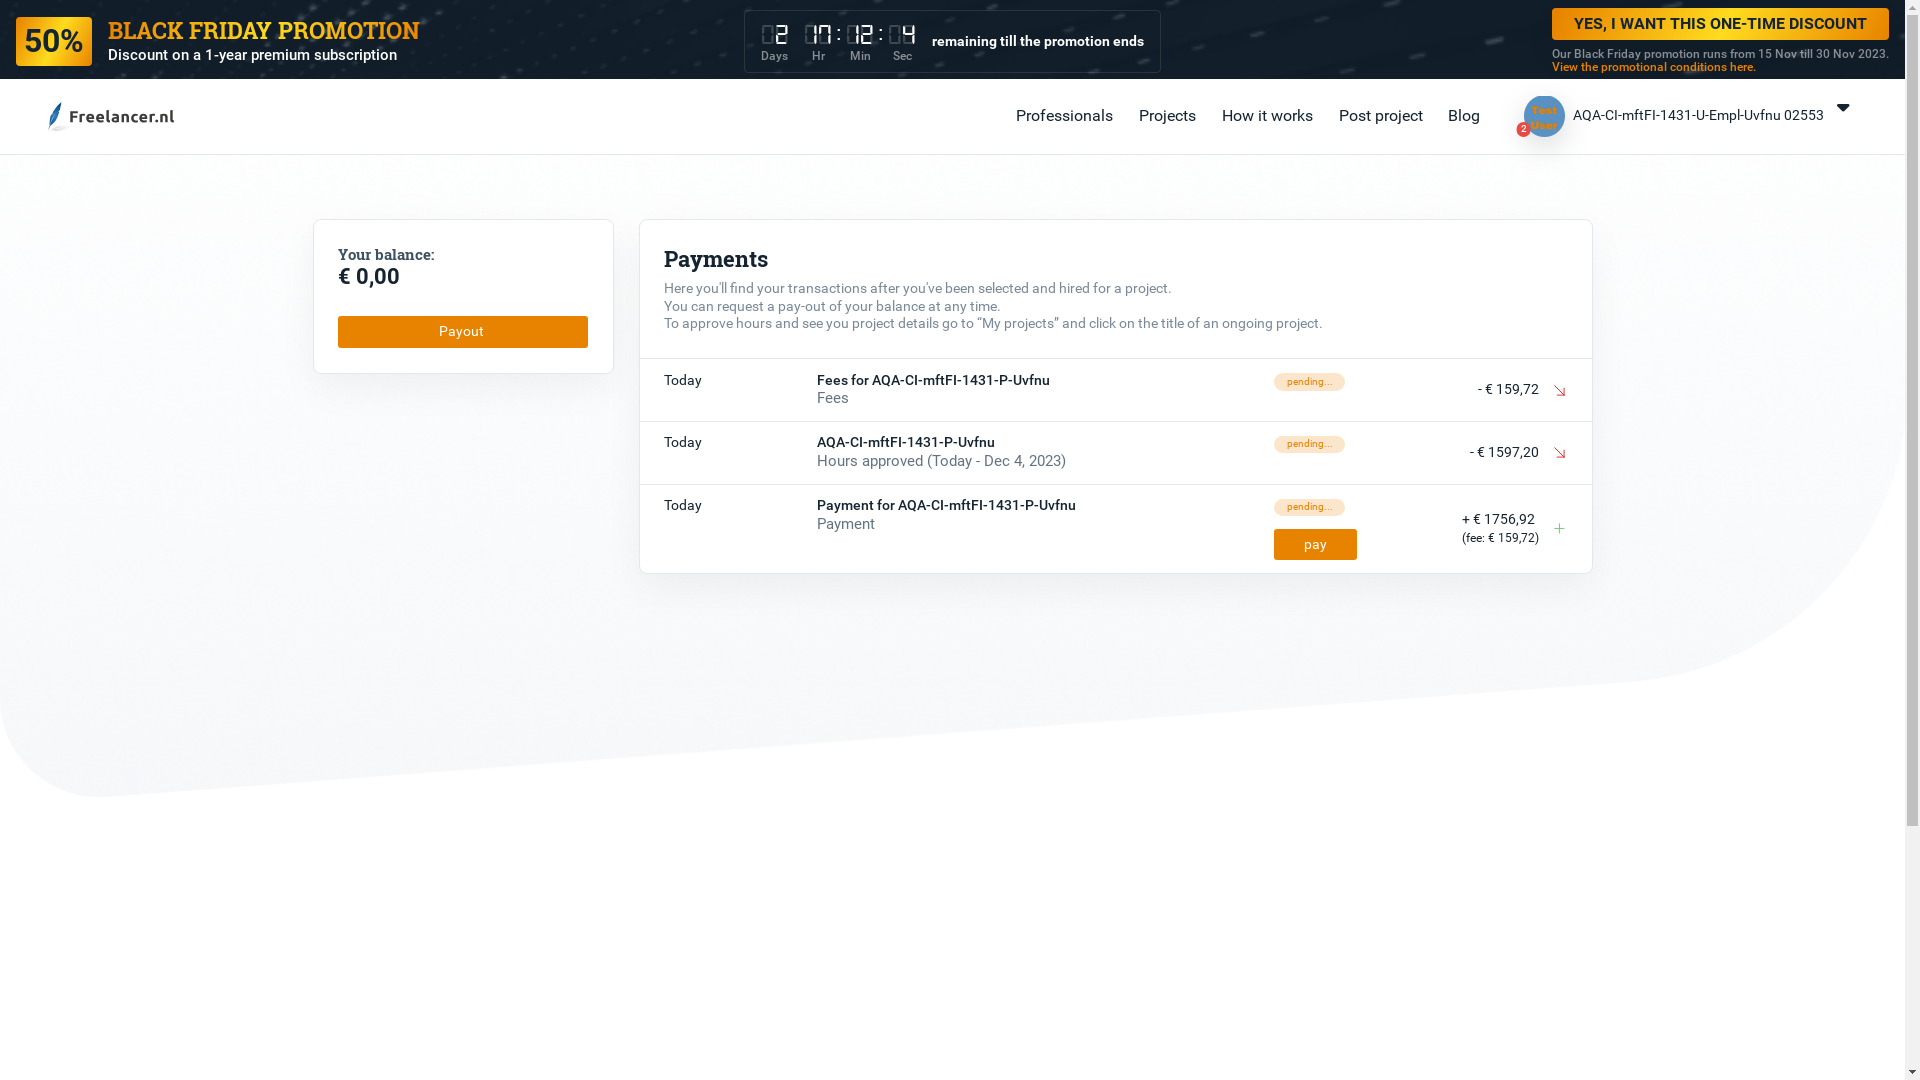 50%
BLACK FRIDAY PROMOTION
Discount on a 1-year premium subscription
2 17 : 12 : 4
Days Hr Min Sec
remaining till the promotion ends
YES, I WANT THIS ONE-TIME DISCOUNT
Our Black Friday promotion runs from 15 Nov till 30 Nov 2023.
View the promotional conditions here.
Freelancer.nl
Professionals
Projects
How it works
Post project
Blog
Test
User
2
AQA-CI-mftFI-1431-U-Empl-Uvfnu 02553
Your balance:
€ 0,00
Payout
Payments
Here you'll find your transactions after you've been selected and hired for a project.
You can request a pay-out of your balance at any time.
To approve hours and see you project details go to “My projects” and click on the title of an ongoing project.
Today
Fees for AQA-CI-mftFI-1431-P-Uvfnu
Fees
pending...
- € 159,72
Today
AQA-CI-mftFI-1431-P-Uvfnu
Hours approved (Today - Dec 4, 2023)
pending...
- € 1597,20
Today
Payment for AQA-CI-mftFI-1431-P-Uvfnu
Payment
pending...
pay
+ € 1756,92
(fee: € 159,72)